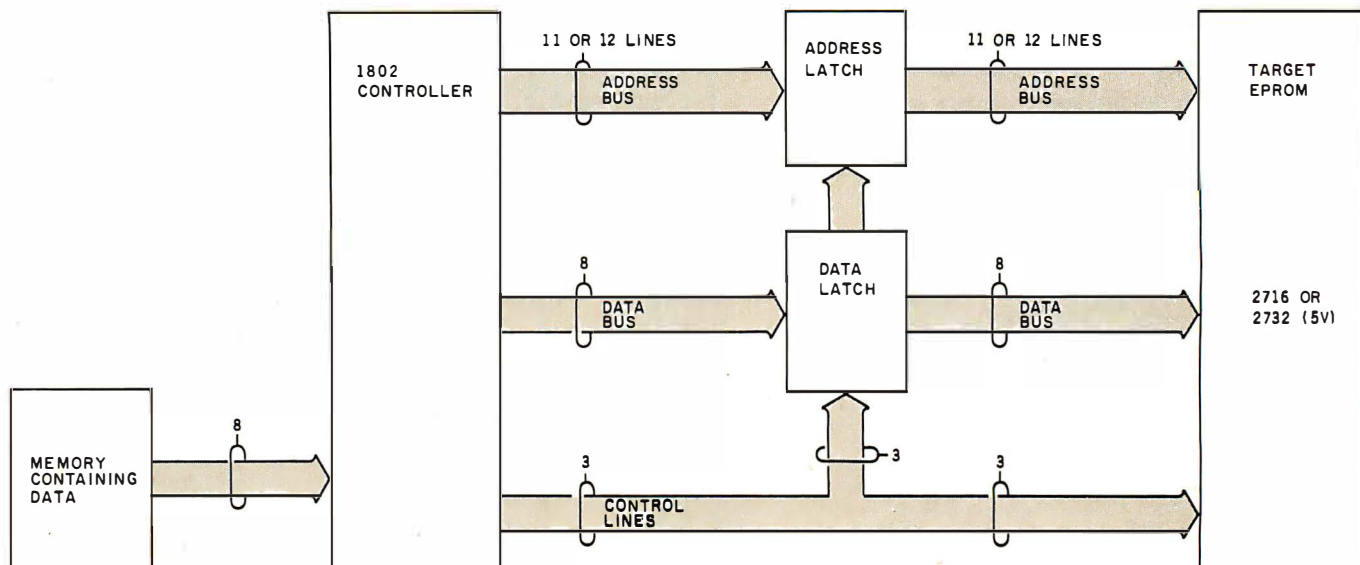 11 OR 12 LINES
11 OR 12 LINES
1802
CONTROLLER
ADDRESS
BUS
ADDRESS
LATCH
ADDRESS
BUS
TARGET
EPROM
8
8
DATA
BUS
DATA
LATCH
DATA
BUS
2716 OR
2732 (5V)
8
MEMORY
CONTAINING
DATA
3
CONTROL
LINES
3
3